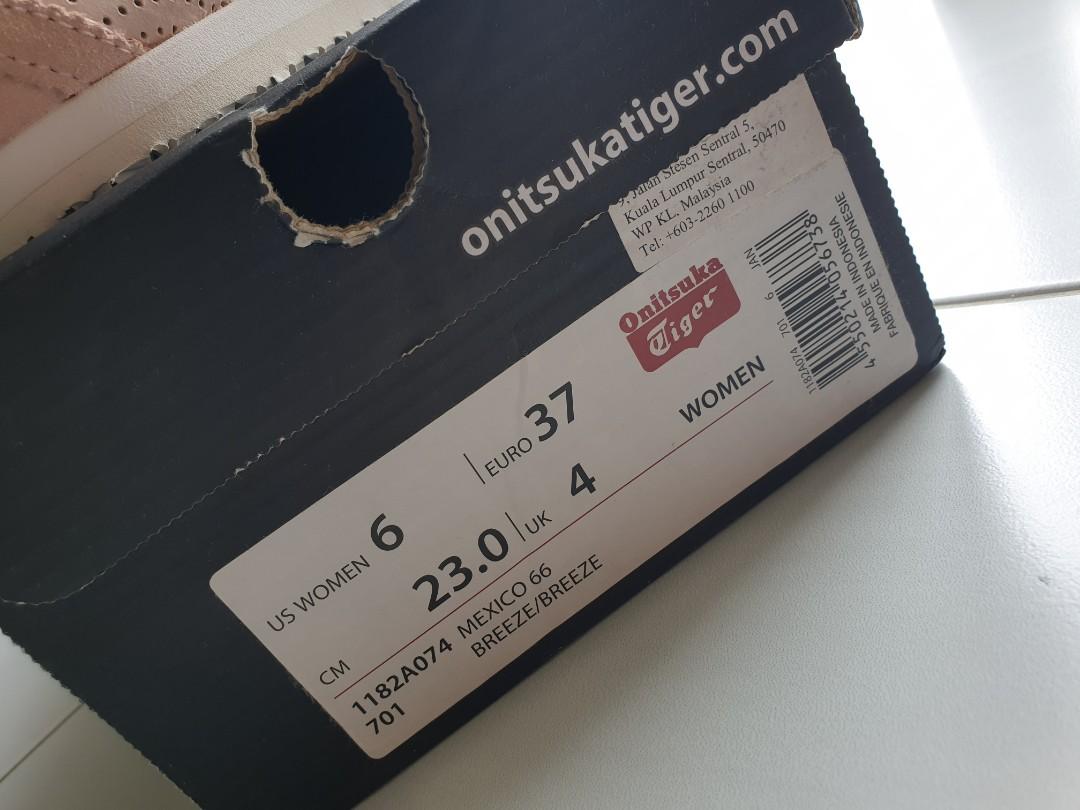 onitsukatiger.com
9, Jalan Stesen Sentral 5,
Kuala Lumpur Sentral, 50470
WP KL, Malaysia
Tel: +603-2260 1100
Onitsuka
Tiger
US WOMEN 6 | EURO 37
CM 23.0 | UK 4
WOMEN
1182A074 MEXICO 66
701 BREEZE/BREEZE
1182A074 701 6 JAN
4550214056738
MADE IN INDONESIA
FABRIQUE EN INDONESIE